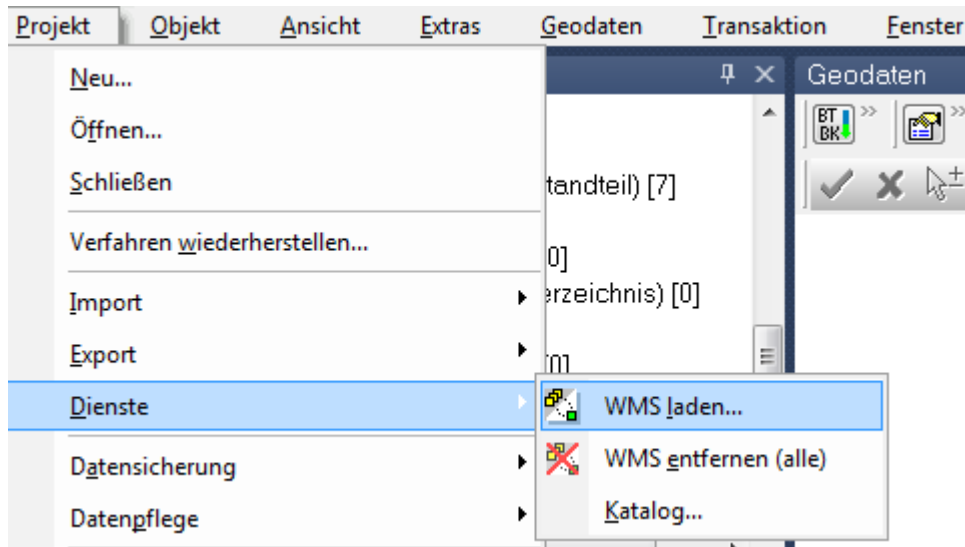 Projekt Objekt Ansicht Extras Geodaten Transaktion Fenster
Neu...
Öffnen...
Schließen
Verfahren wiederherstellen...
Import
Export
Dienste
Datensicherung
Datenpflege
WMS laden...
WMS entfernen (alle)
Katalog...
tandteil) [7]
0]
erzeichnis) [0]
[0]
Geodaten
BT
BK